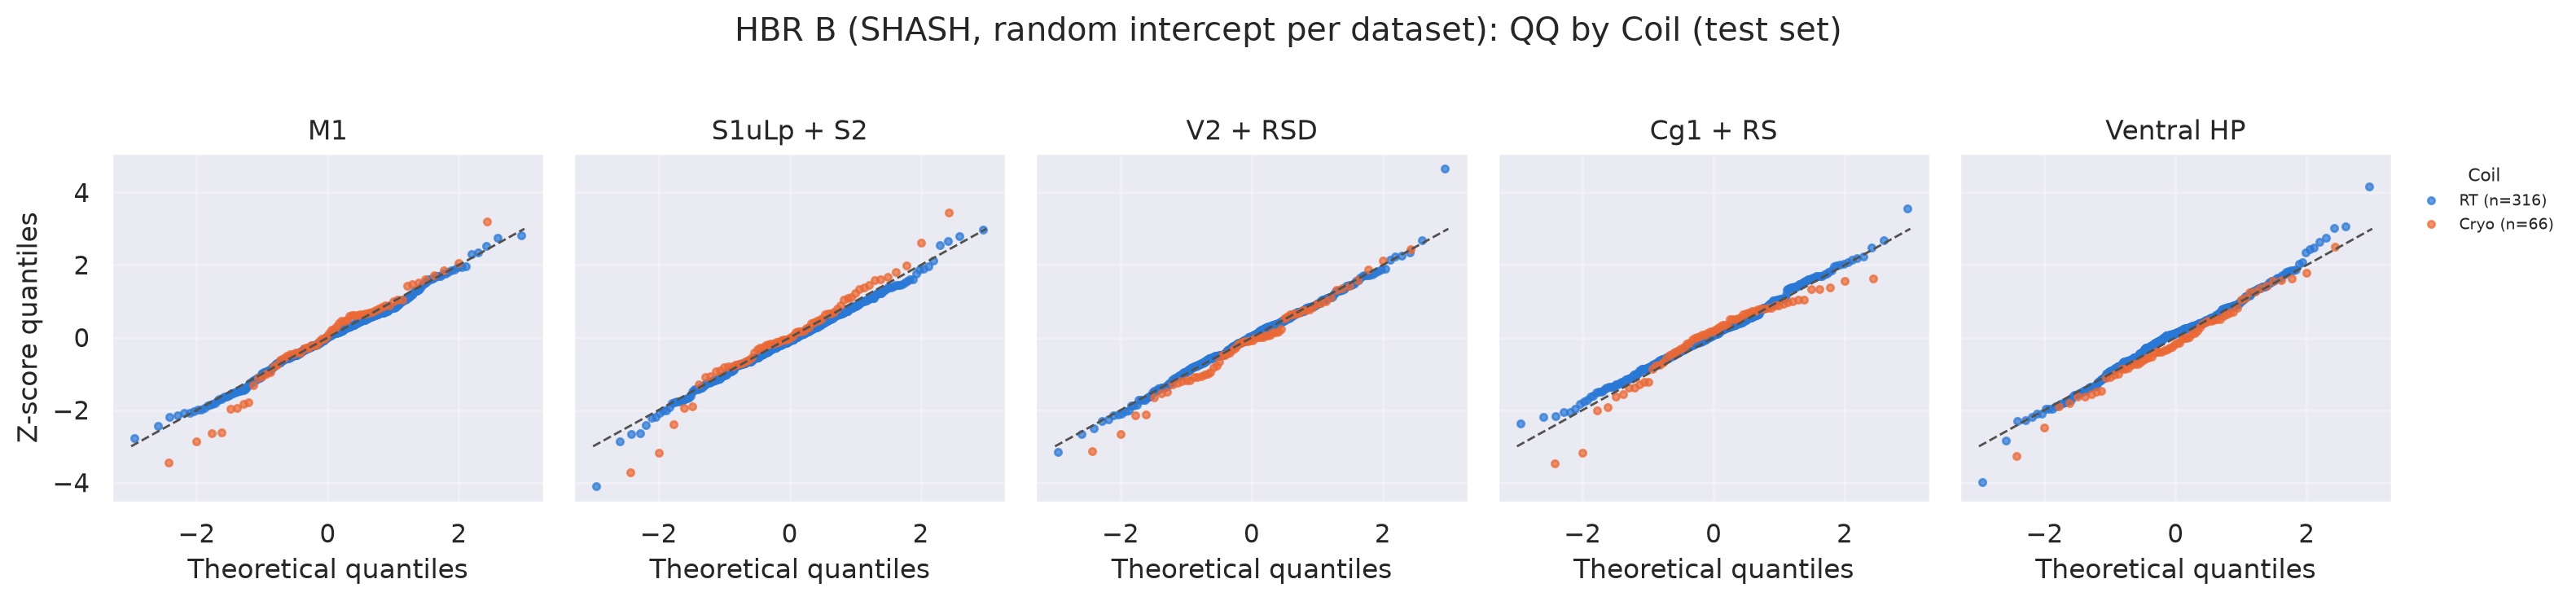 HBR B (SHASH, random intercept per dataset): QQ by Coil (test set)
M1
S1uLp + S2
V2 + RSD
Cg1 + RS
Ventral HP
Z-score quantiles
4
2
0
−2
−4
−2 0 2
−2 0 2
−2 0 2
−2 0 2
−2 0 2
Theoretical quantiles
Theoretical quantiles
Theoretical quantiles
Theoretical quantiles
Theoretical quantiles
Coil
RT (n=316)
Cryo (n=66)